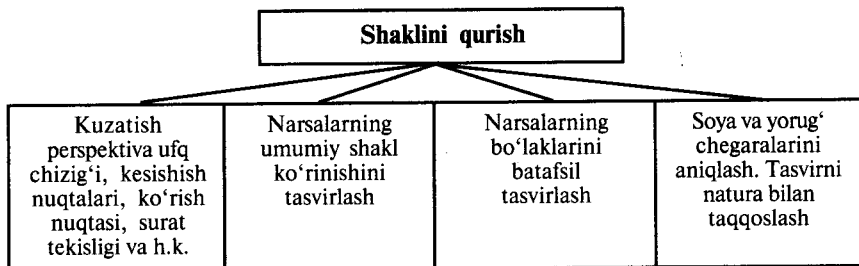 Shaklini qurish
Kuzatish
perspektiva ufq
chizig‘i, kesishish
nuqtalari, ko‘rish
nuqtasi, surat
tekisligi va h.k.
Narsalarning
umumiy shakl
ko‘rinishini
tasvirlash
Narsalarning
bo‘laklarini
batafsil
tasvirlash
Soya va yorug‘
chegaralarini
aniqlash. Tasvirni
natura bilan
taqqoslash